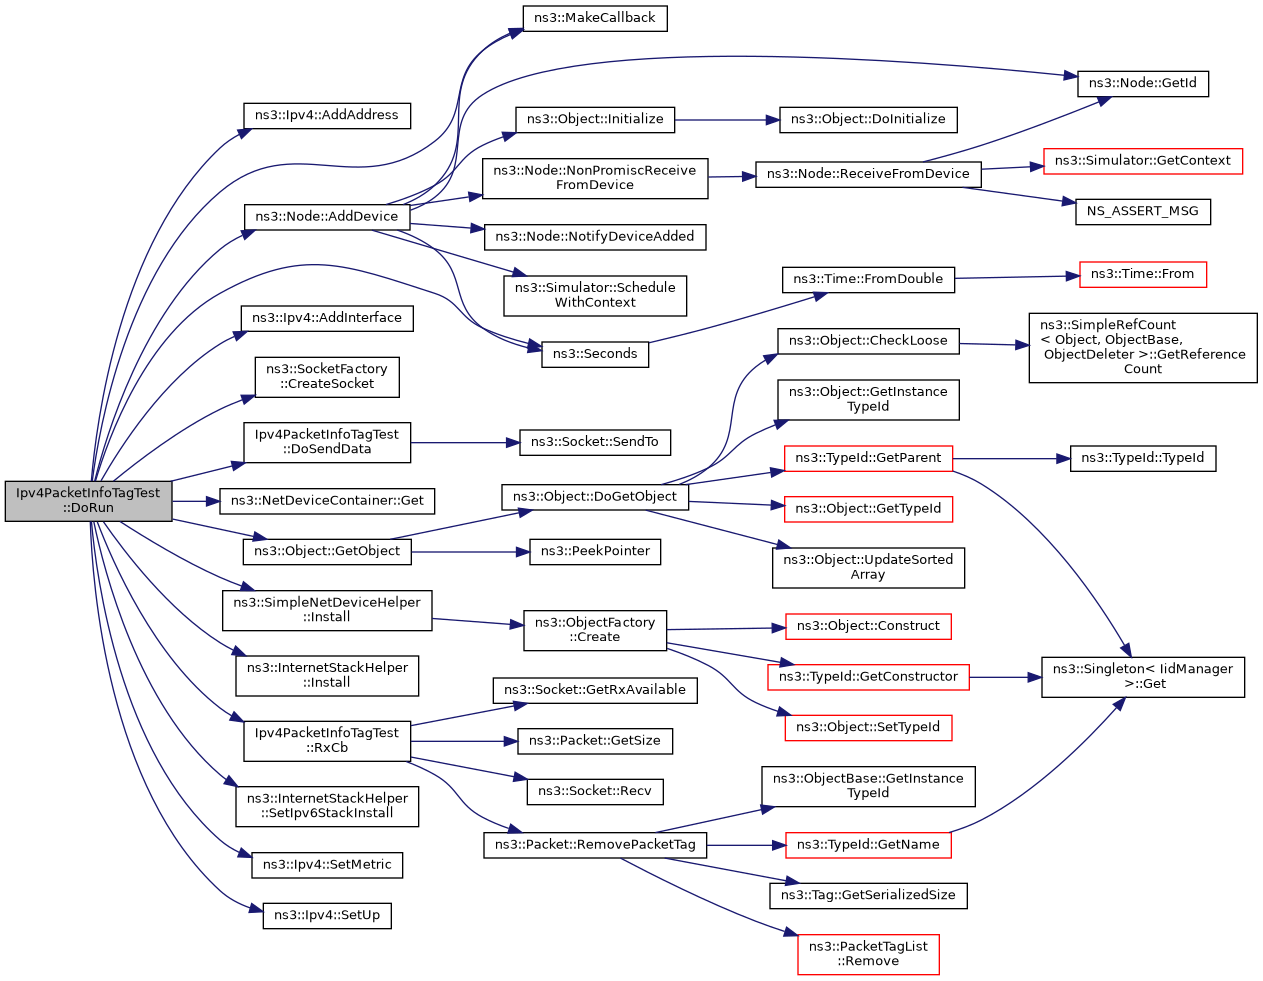 ns3::MakeCallback
ns3::Node::GetId
ns3::Ipv4::AddAddress
ns3::Object::Initialize
ns3::Object::DoInitialize
ns3::Simulator::GetContext
ns3::Node::NonPromiscReceive
FromDevice
ns3::Node::ReceiveFromDevice
NS_ASSERT_MSG
ns3::Node::AddDevice
ns3::Node::NotifyDeviceAdded
ns3::Simulator::Schedule
WithContext
ns3::Time::FromDouble
ns3::Time::From
ns3::Ipv4::AddInterface
ns3::Seconds
ns3::Object::CheckLoose
ns3::SimpleRefCount
< Object, ObjectBase,
ObjectDeleter >::GetReference
Count
ns3::SocketFactory
::CreateSocket
ns3::Object::GetInstance
TypeId
Ipv4PacketInfoTagTest
::DoSendData
ns3::Socket::SendTo
ns3::TypeId::GetParent
ns3::TypeId::TypeId
Ipv4PacketInfoTagTest
::DoRun
ns3::NetDeviceContainer::Get
ns3::Object::DoGetObject
ns3::Object::GetTypeId
ns3::Object::GetObject
ns3::PeekPointer
ns3::Object::UpdateSorted
Array
ns3::SimpleNetDeviceHelper
::Install
ns3::ObjectFactory
::Create
ns3::Object::Construct
ns3::InternetStackHelper
::Install
ns3::TypeId::GetConstructor
ns3::Singleton< IidManager
>::Get
ns3::Socket::GetRxAvailable
ns3::Object::SetTypeId
Ipv4PacketInfoTagTest
::RxCb
ns3::Packet::GetSize
ns3::Socket::Recv
ns3::ObjectBase::GetInstance
TypeId
ns3::InternetStackHelper
::SetIpv6StackInstall
ns3::Packet::RemovePacketTag
ns3::TypeId::GetName
ns3::Ipv4::SetMetric
ns3::Tag::GetSerializedSize
ns3::Ipv4::SetUp
ns3::PacketTagList
::Remove